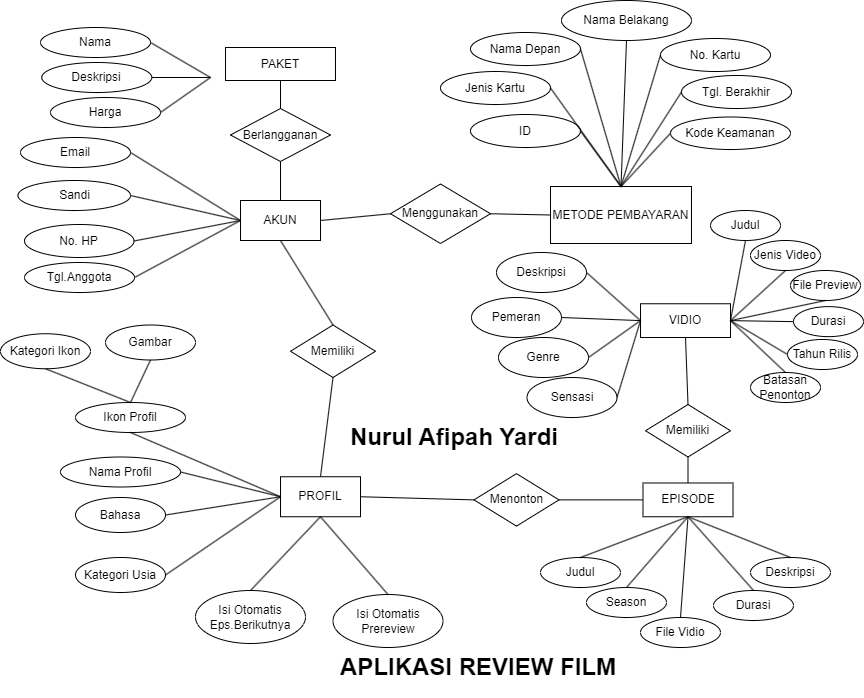 Nama
Deskripsi
Harga
PAKET
Berlangganan
Nama Belakang
Nama Depan
No. Kartu
Jenis Kartu
Tgl. Berakhir
ID
Kode Keamanan
Email
Sandi
No. HP
Tgl.Anggota
AKUN
Menggunakan
METODE PEMBAYARAN
Judul
Jenis Video
File Preview
Durasi
Tahun Rilis
Batasan
Penonton
Deskripsi
Pemeran
Genre
Sensasi
VIDIO
Kategori Ikon
Gambar
Ikon Profil
Memiliki
Memiliki
Nurul Afipah Yardi
Nama Profil
Bahasa
Kategori Usia
PROFIL
Menonton
EPISODE
Isi Otomatis
Eps.Berikutnya
Isi Otomatis
Prereview
Judul
Season
File Vidio
Durasi
Deskripsi
APLIKASI REVIEW FILM